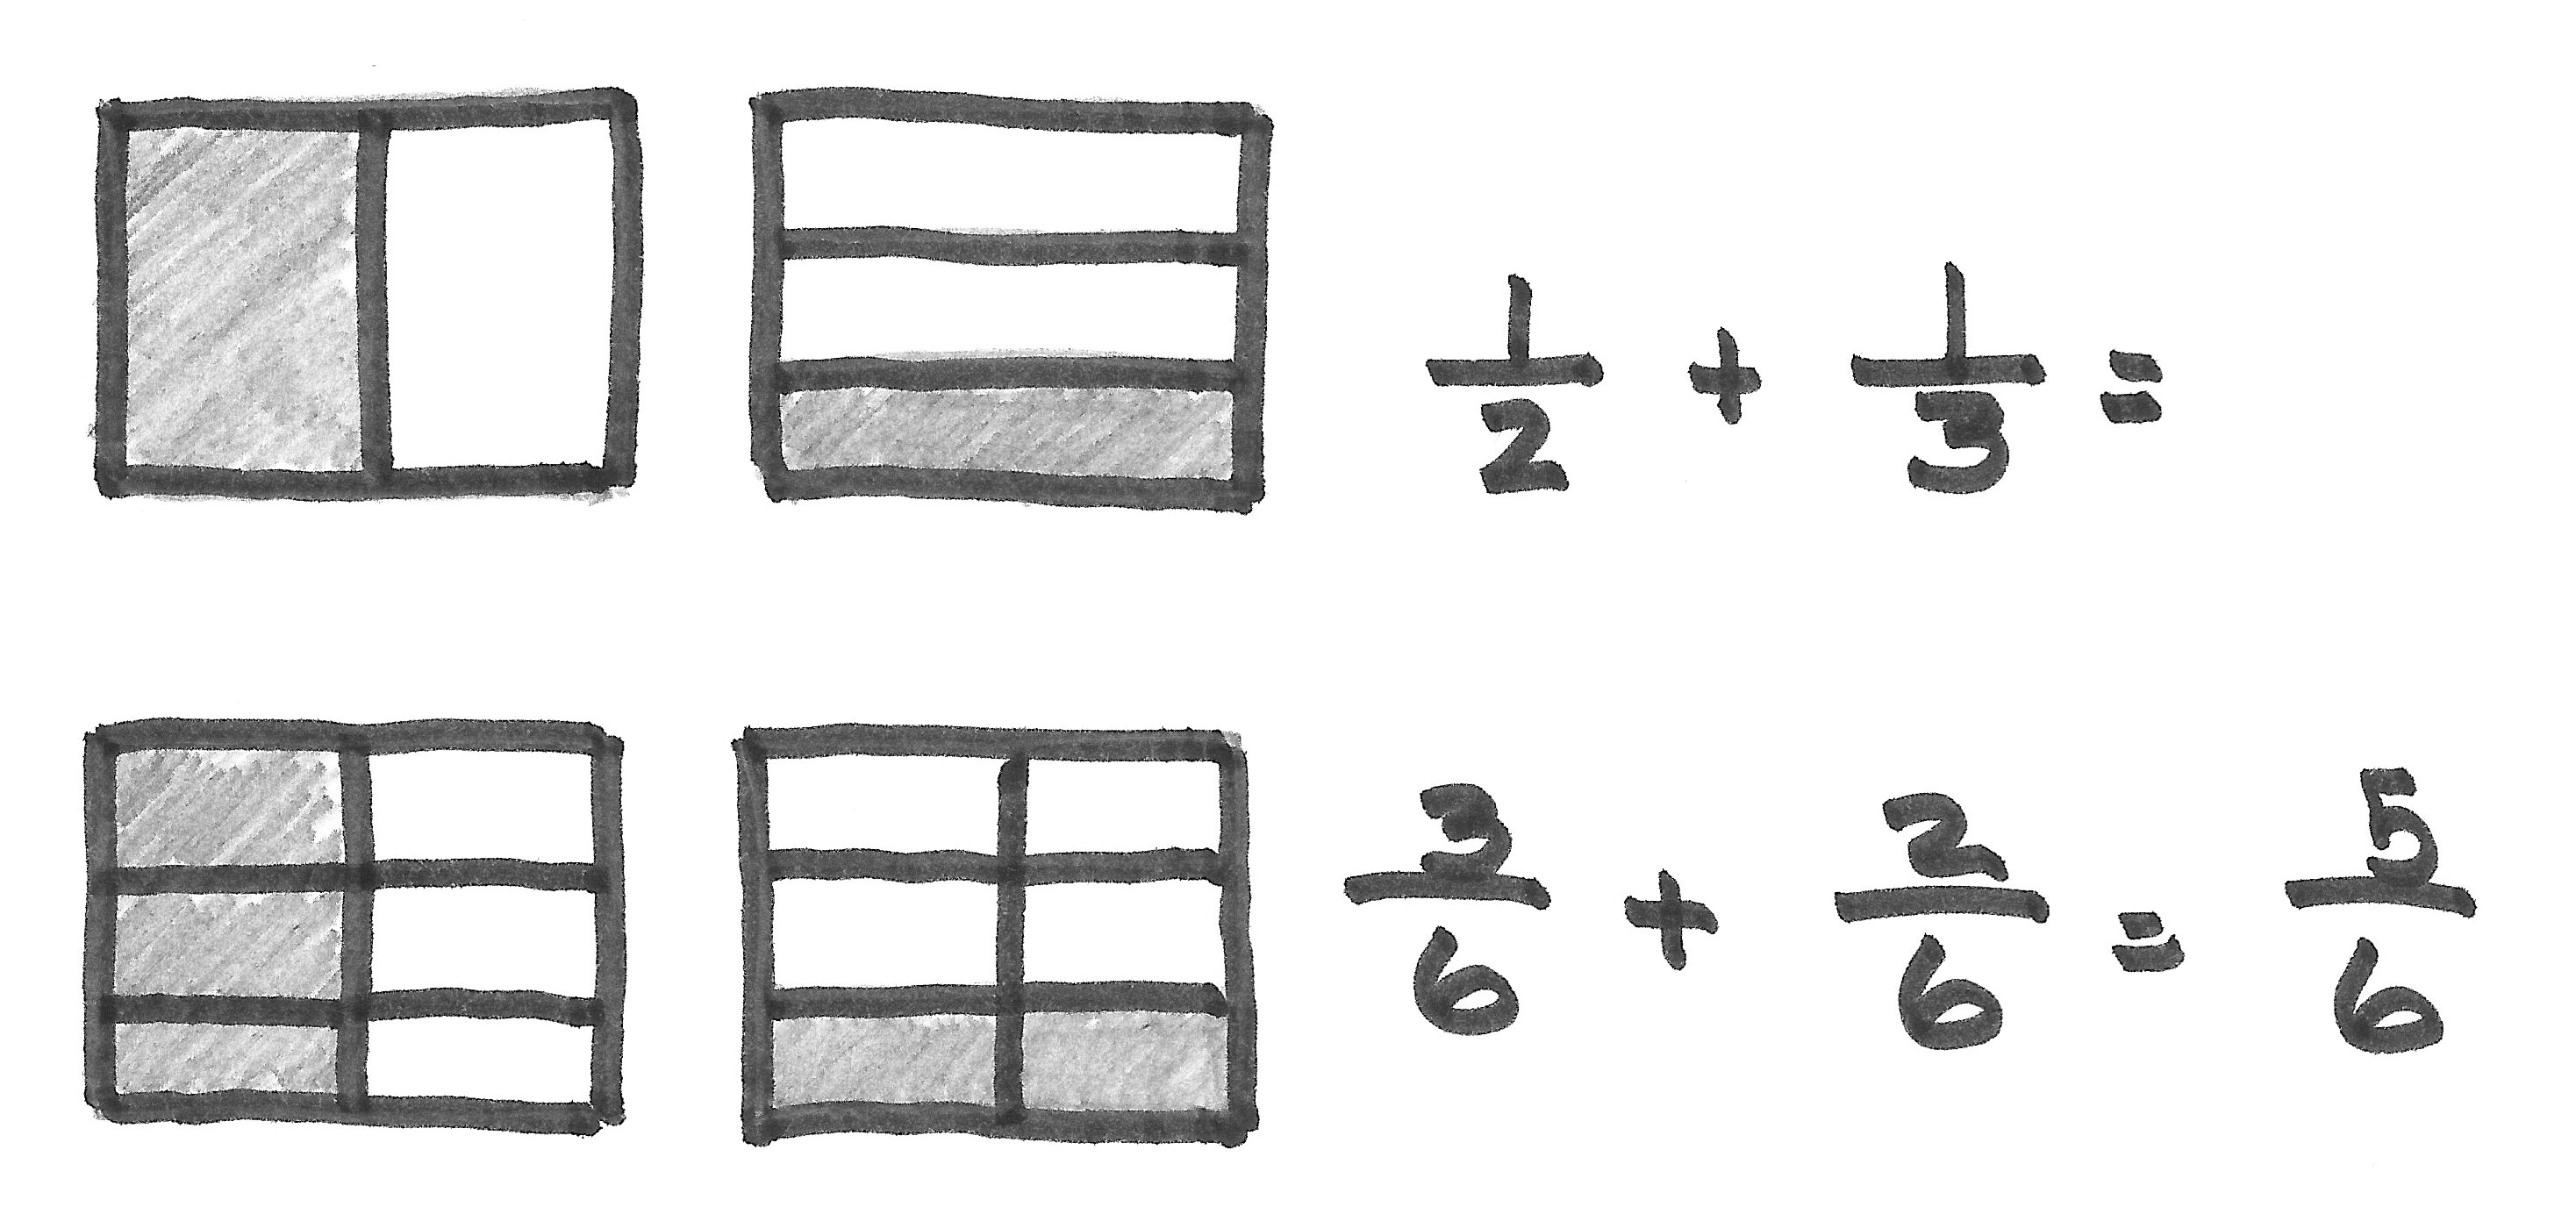 1/2 + 1/3 =
3/6 + 2/6 = 5/6